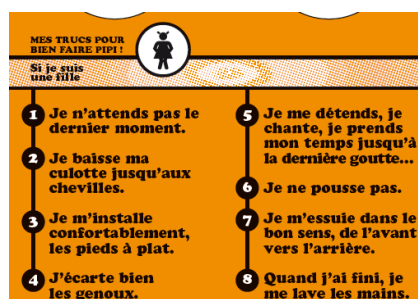 MES TRUCS POUR
BIEN FAIRE PIPI !
Si je suis
une fille
1 Je n'attends pas le
dernier moment.
2 Je baisse ma
culotte jusqu'aux
chevilles.
3 Je m'installe
confortablement,
les pieds à plat.
4 J'écarte bien
les genoux.
5 Je me détends, je
chante, je prends
mon temps jusqu'à
la dernière goutte...
6 Je ne pousse pas.
7 Je m'essuie dans le
bon sens, de l'avant
vers l'arrière.
8 Quand j'ai fini, je
me lave les mains.